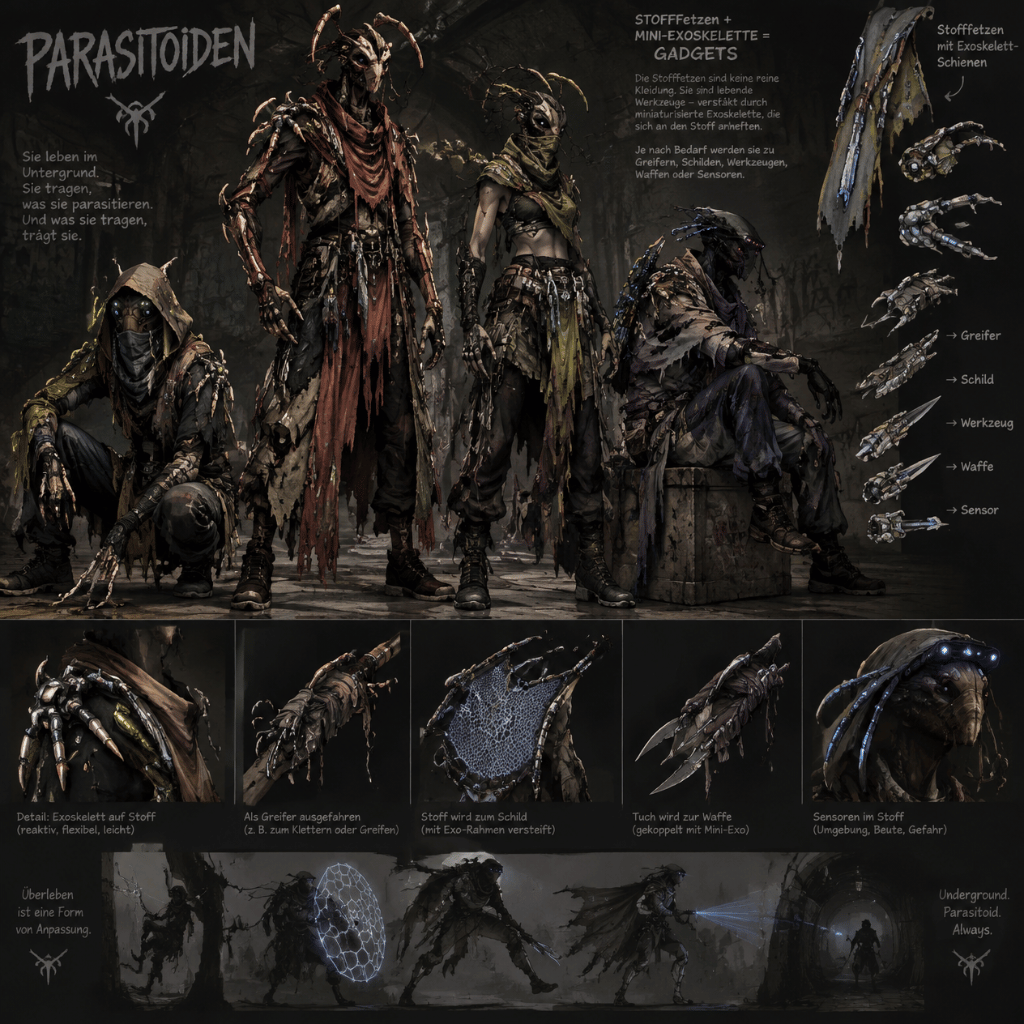 PARASITOIDEN
Sie leben im
Untergrund.
Sie tragen,
was sie parasitieren.
Und was sie tragen,
trägt sie.
STOFFFetzen +
MINI-EXOSKELETTE =
GADGETS
Die Stofffetzen sind keine reine
Kleidung. Sie sind lebende
Werkzeuge – verstäkt durch
miniaturisierte Exoskelette, die
sich an den Stoff anheften.
Je nach Bedarf werden sie zu
Greifern, Schilden, Werkzeugen,
Waffen oder Sensoren.
Stofffetzen
mit Exoskelett-
Schienen
→ Greifer
→ Schild
→ Werkzeug
→ Waffe
→ Sensor
Detail: Exoskelett auf Stoff
(reaktiv, flexibel, leicht)
Als Greifer ausgefahren
(z. B. zum Klettern oder Greifen)
Stoff wird zum Schild
(mit Exo-Rahmen versteift)
Tuch wird zur Waffe
(gekoppelt mit Mini-Exo)
Sensoren im Stoff
(Umgebung, Beute, Gefahr)
Überleben
ist eine Form
von Anpassung.
Underground.
Parasitoid.
Always.